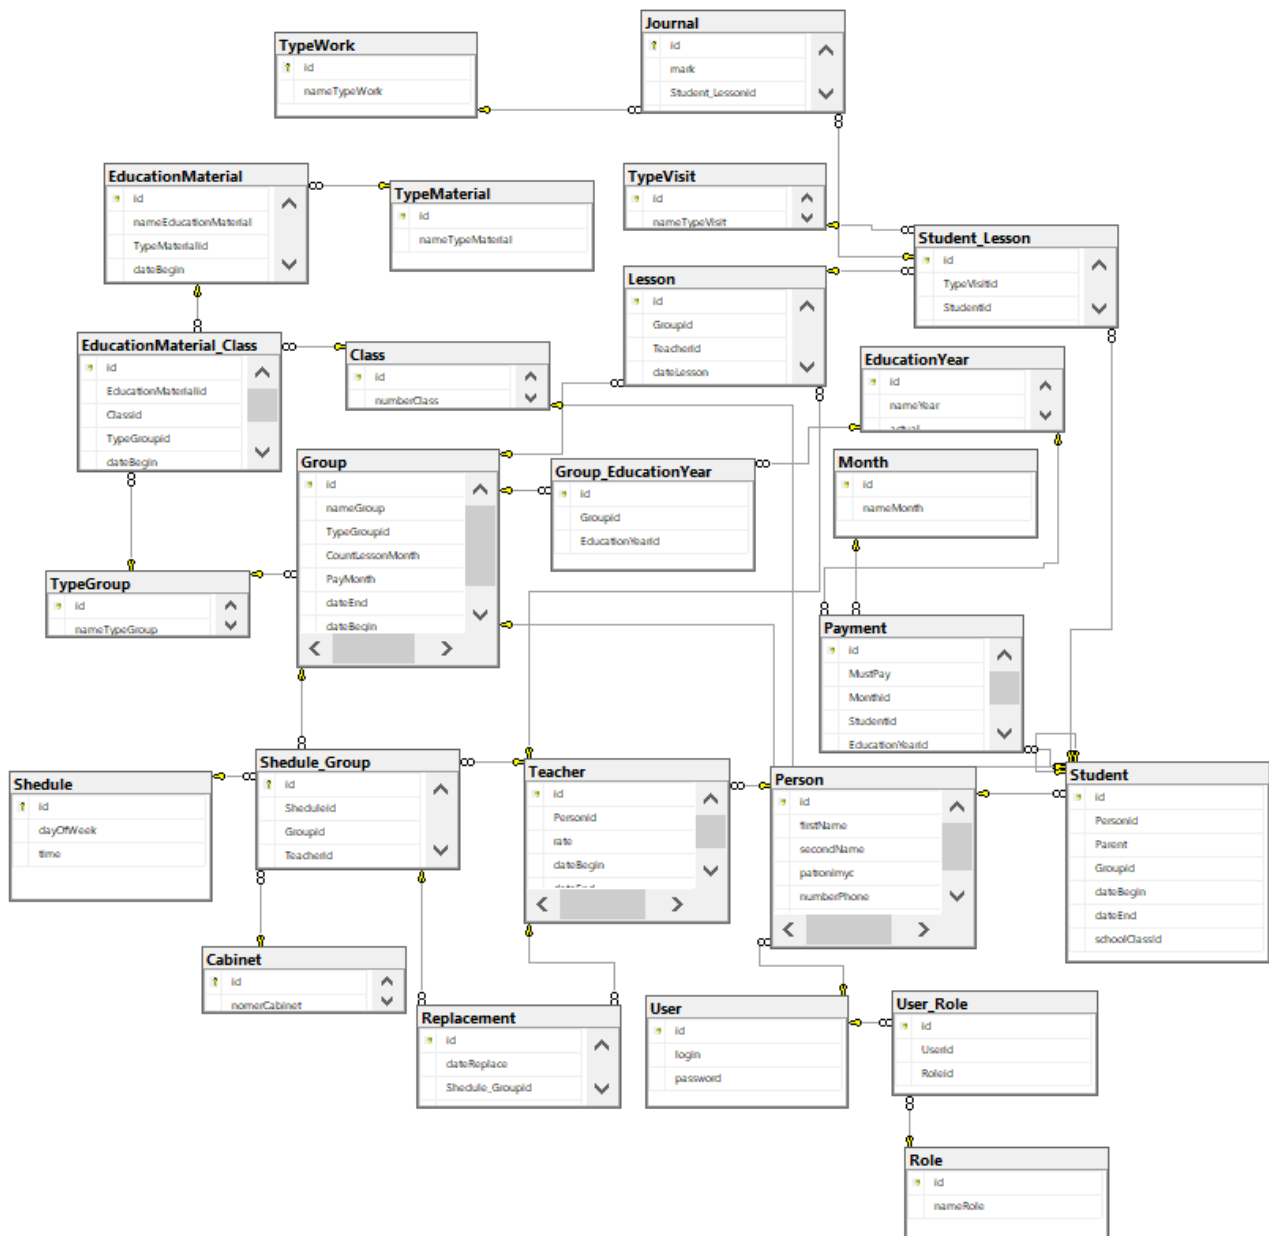 Journal
id
mark
Student_Lessonid
TypeWork
id
nameTypeWork
EducationMaterial
id
nameEducationMaterial
TypeMaterialid
dateBegin
TypeMaterial
id
nameTypeMaterial
TypeVisit
id
nameTypeVisit
Student_Lesson
id
TypeVisitid
Studentid
Lesson
id
Groupid
Teacherid
dateLesson
EducationMaterial_Class
id
EducationMaterialid
Classid
TypeGroupid
dateBegin
Class
id
numberClass
EducationYear
id
nameYear
actual
Group
id
nameGroup
TypeGroupid
CountLessonMonth
PayMonth
dateEnd
dateBegin
Group_EducationYear
id
Groupid
EducationYearid
Month
id
nameMonth
TypeGroup
id
nameTypeGroup
Payment
id
MustPay
Monthid
Studentid
EducationYearid
Shedule
id
dayOfWeek
time
Shedule_Group
id
Sheduleid
Groupid
Teacherid
Teacher
id
Personid
rate
dateBegin
dateEnd
Person
id
firstName
secondName
patronimyc
numberPhone
Student
id
Personid
Parent
Groupid
dateBegin
dateEnd
schoolClassid
Cabinet
id
nomerCabinet
Replacement
id
dateReplace
Shedule_Groupid
User
id
login
password
User_Role
id
Userid
Roleid
Role
id
nameRole